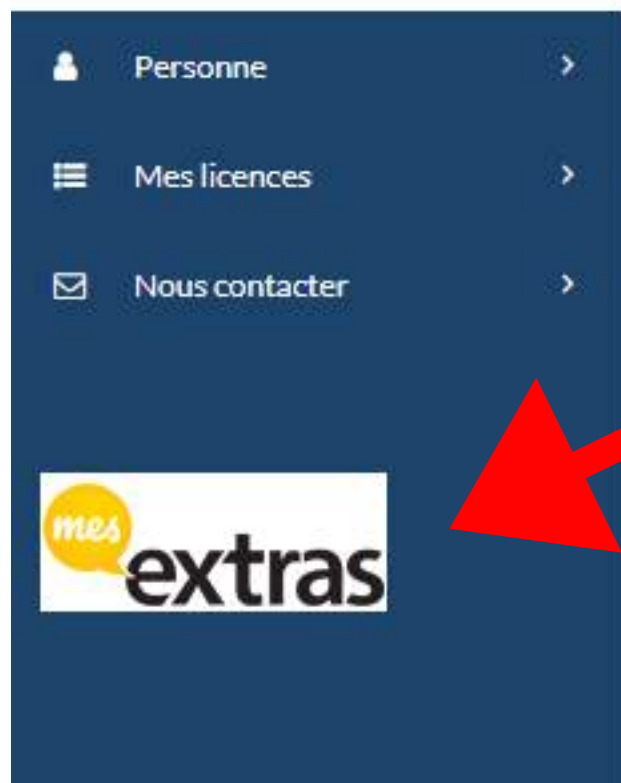 Personne
Mes licences
Nous contacter
mes
extras